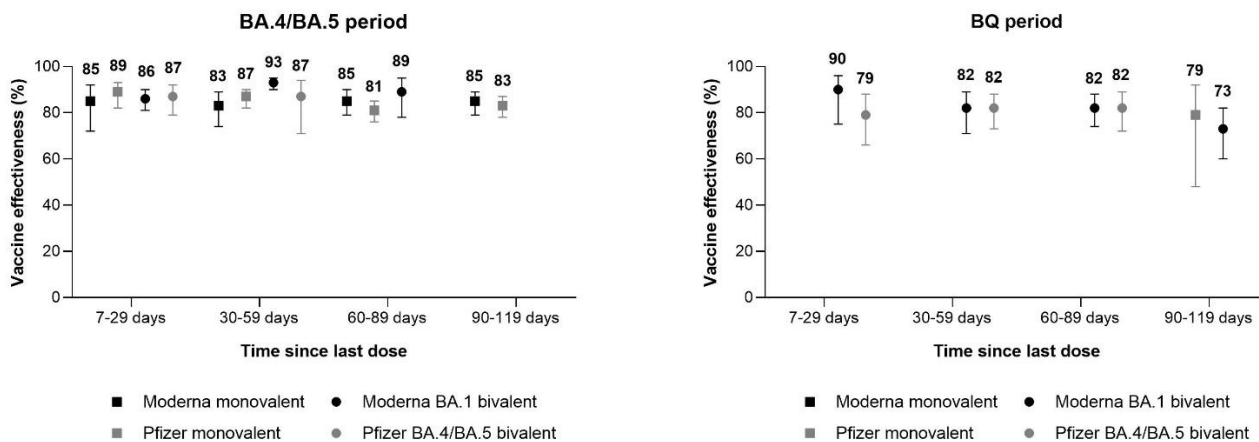 BA.4/BA.5 period
Vaccine effectiveness (%)
100
80
60
40
20
0
85 89 86 87
83 87 93 87
85 81 89
85 83
7-29 days 30-59 days 60-89 days 90-119 days
Time since last dose
Moderna monovalent Moderna BA.1 bivalent
Pfizer monovalent Pfizer BA.4/BA.5 bivalent
BQ period
Vaccine effectiveness (%)
100
80
60
40
20
0
90 79
82 82
82 82
79 73
7-29 days 30-59 days 60-89 days 90-119 days
Time since last dose
Moderna monovalent Moderna BA.1 bivalent
Pfizer monovalent Pfizer BA.4/BA.5 bivalent